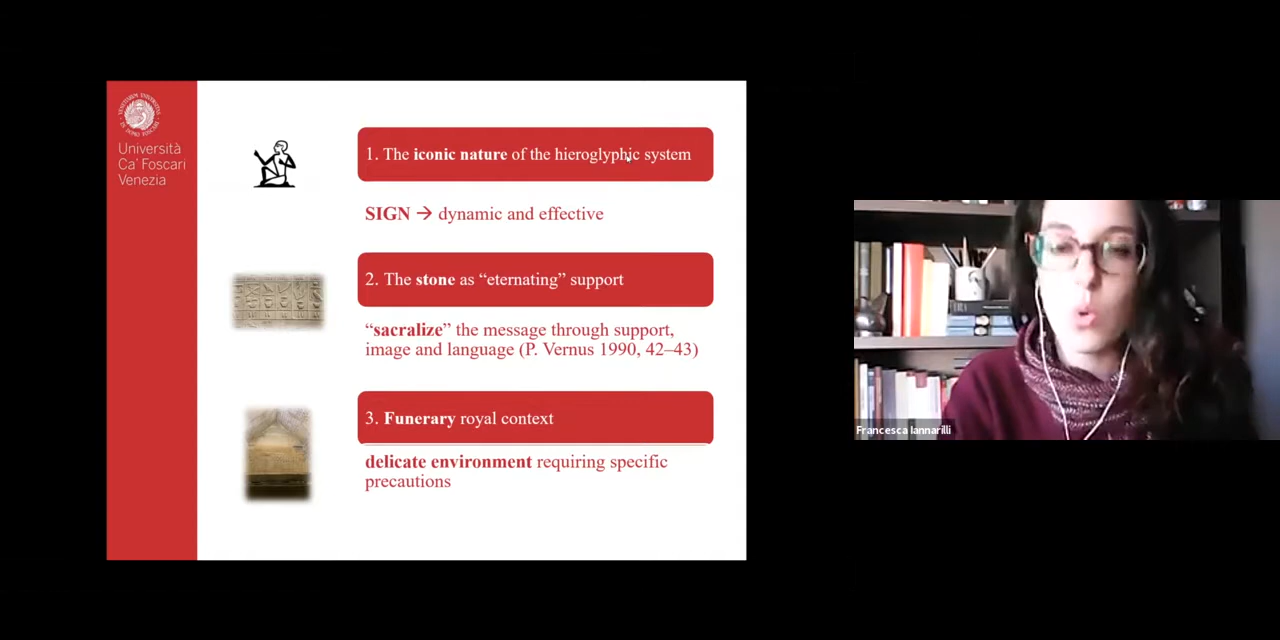 Università
Ca' Foscari
Venezia
1. The iconic nature of the hieroglyphic system
SIGN → dynamic and effective
2. The stone as “eternating” support
“sacralize” the message through support,
image and language (P. Vernus 1990, 42–43)
3. Funerary royal context
delicate environment requiring specific
precautions
Francesca Iannarilli